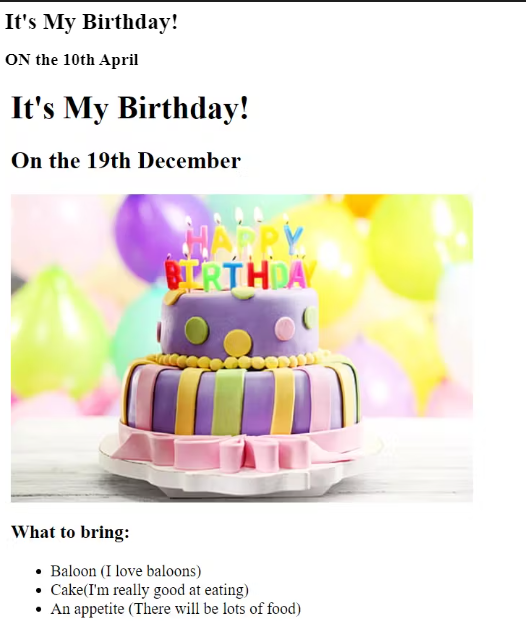 It's My Birthday!
ON the 10th April
It's My Birthday!
On the 19th December
HAPPY
BIRTHDAY
What to bring:
Baloon (I love baloons)
Cake(I'm really good at eating)
An appetite (There will be lots of food)